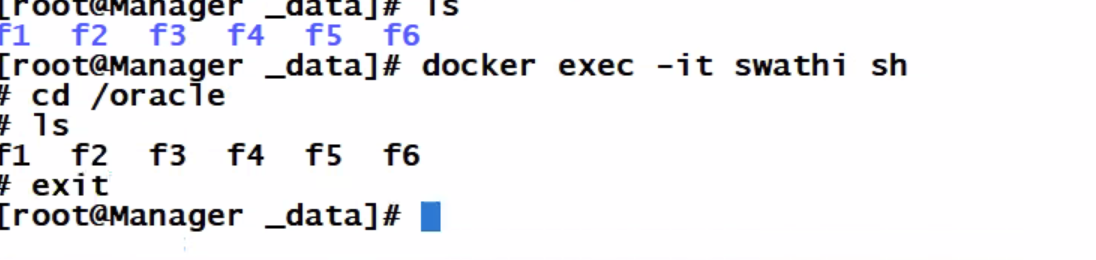 [root@Manager _data]# ls
f1 f2 f3 f4 f5 f6
[root@Manager _data]# docker exec -it swathi sh
# cd /oracle
# ls
f1 f2 f3 f4 f5 f6
# exit
[root@Manager _data]#